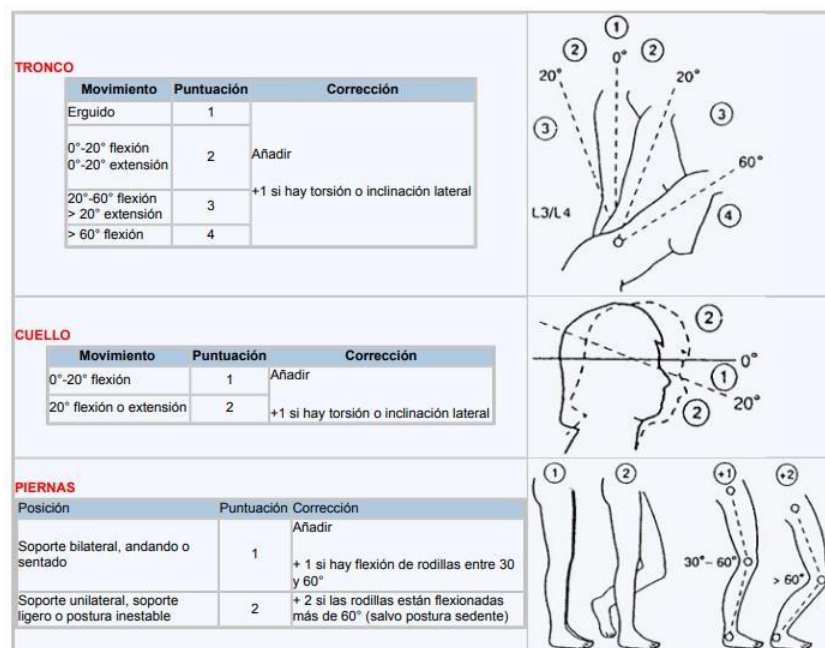 TRONCO
Movimiento Puntuación Corrección
Erguido 1
0°-20° flexión
0°-20° extensión 2
Añadir
+1 si hay torsión o inclinación lateral
20°-60° flexión
> 20° extensión 3
> 60° flexión 4
1
2 0° 2
20° 20°
3 3
60°
L3/L4 4
CUELLO
Movimiento Puntuación Corrección
0°-20° flexión 1 Añadir
20° flexión o extensión 2
+1 si hay torsión o inclinación lateral
2
0°
1
2 20°
PIERNAS
Posición Puntuación Corrección
Soporte bilateral, andando o
sentado 1
Añadir
+ 1 si hay flexión de rodillas entre 30
y 60°
Soporte unilateral, soporte
ligero o postura inestable 2
+ 2 si las rodillas están flexionadas
más de 60° (salvo postura sedente)
1 2 +1 +2
30°-60°
> 60°